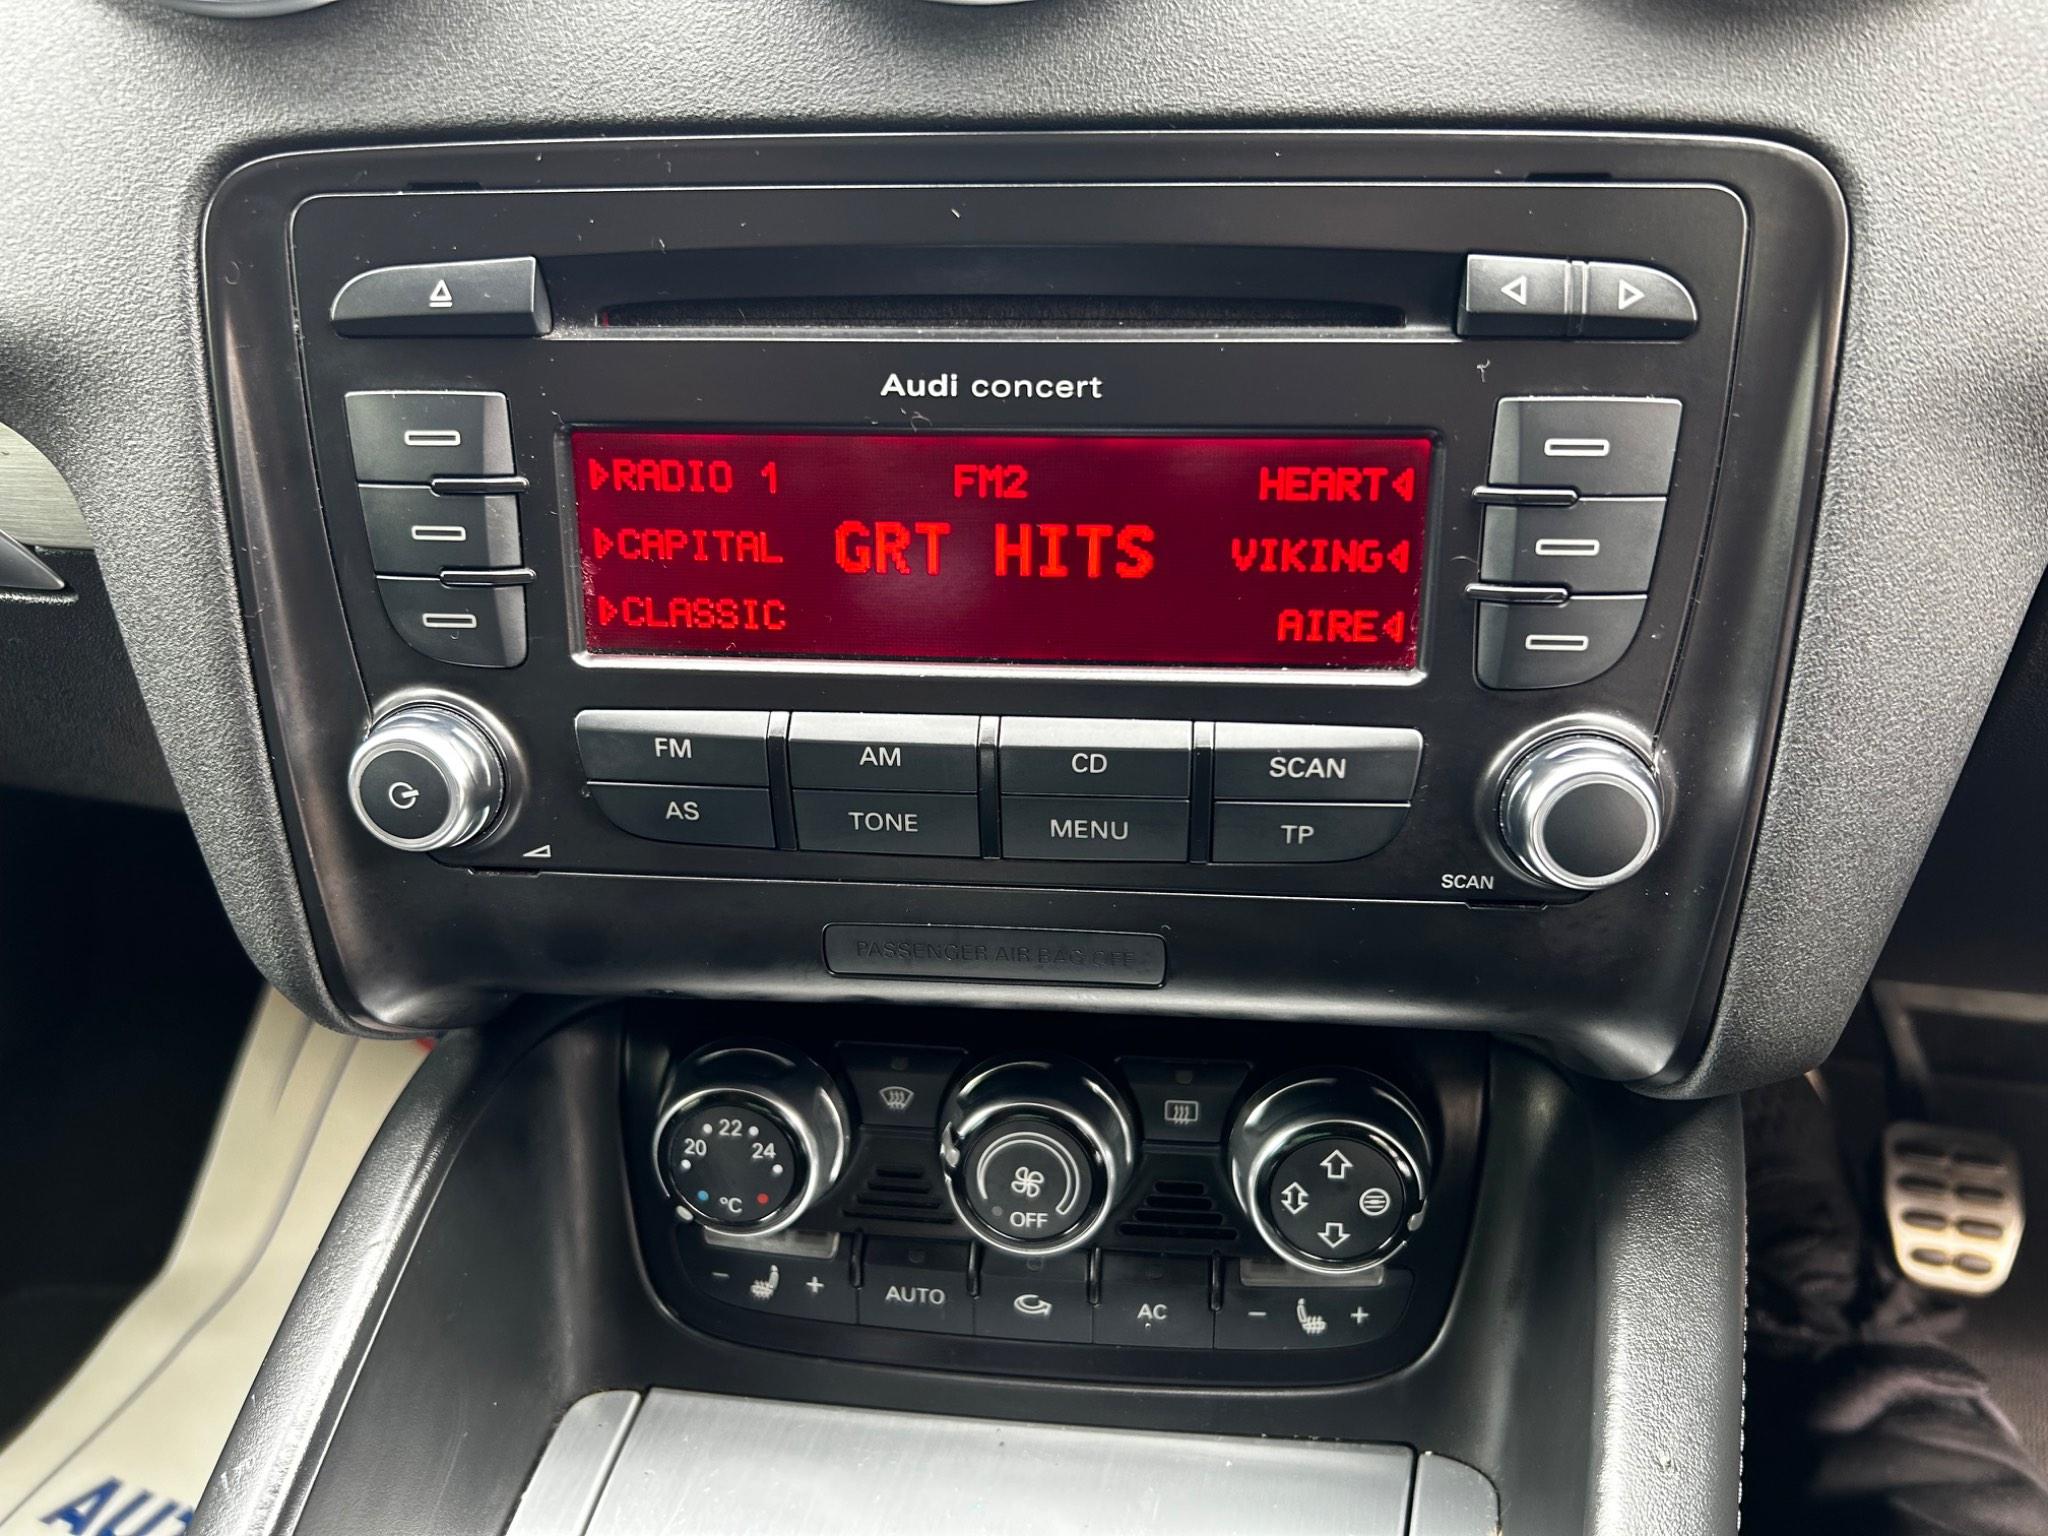 Audi concert
RADIO 1 FM2 HEART
CAPITAL GRT HITS VIKING
CLASSIC AIRE
FM AM CD SCAN
AS TONE MENU TP
SCAN
PASSENGER AIR BAG OFF
20 22 24
°C
OFF
- + AUTO AC - +